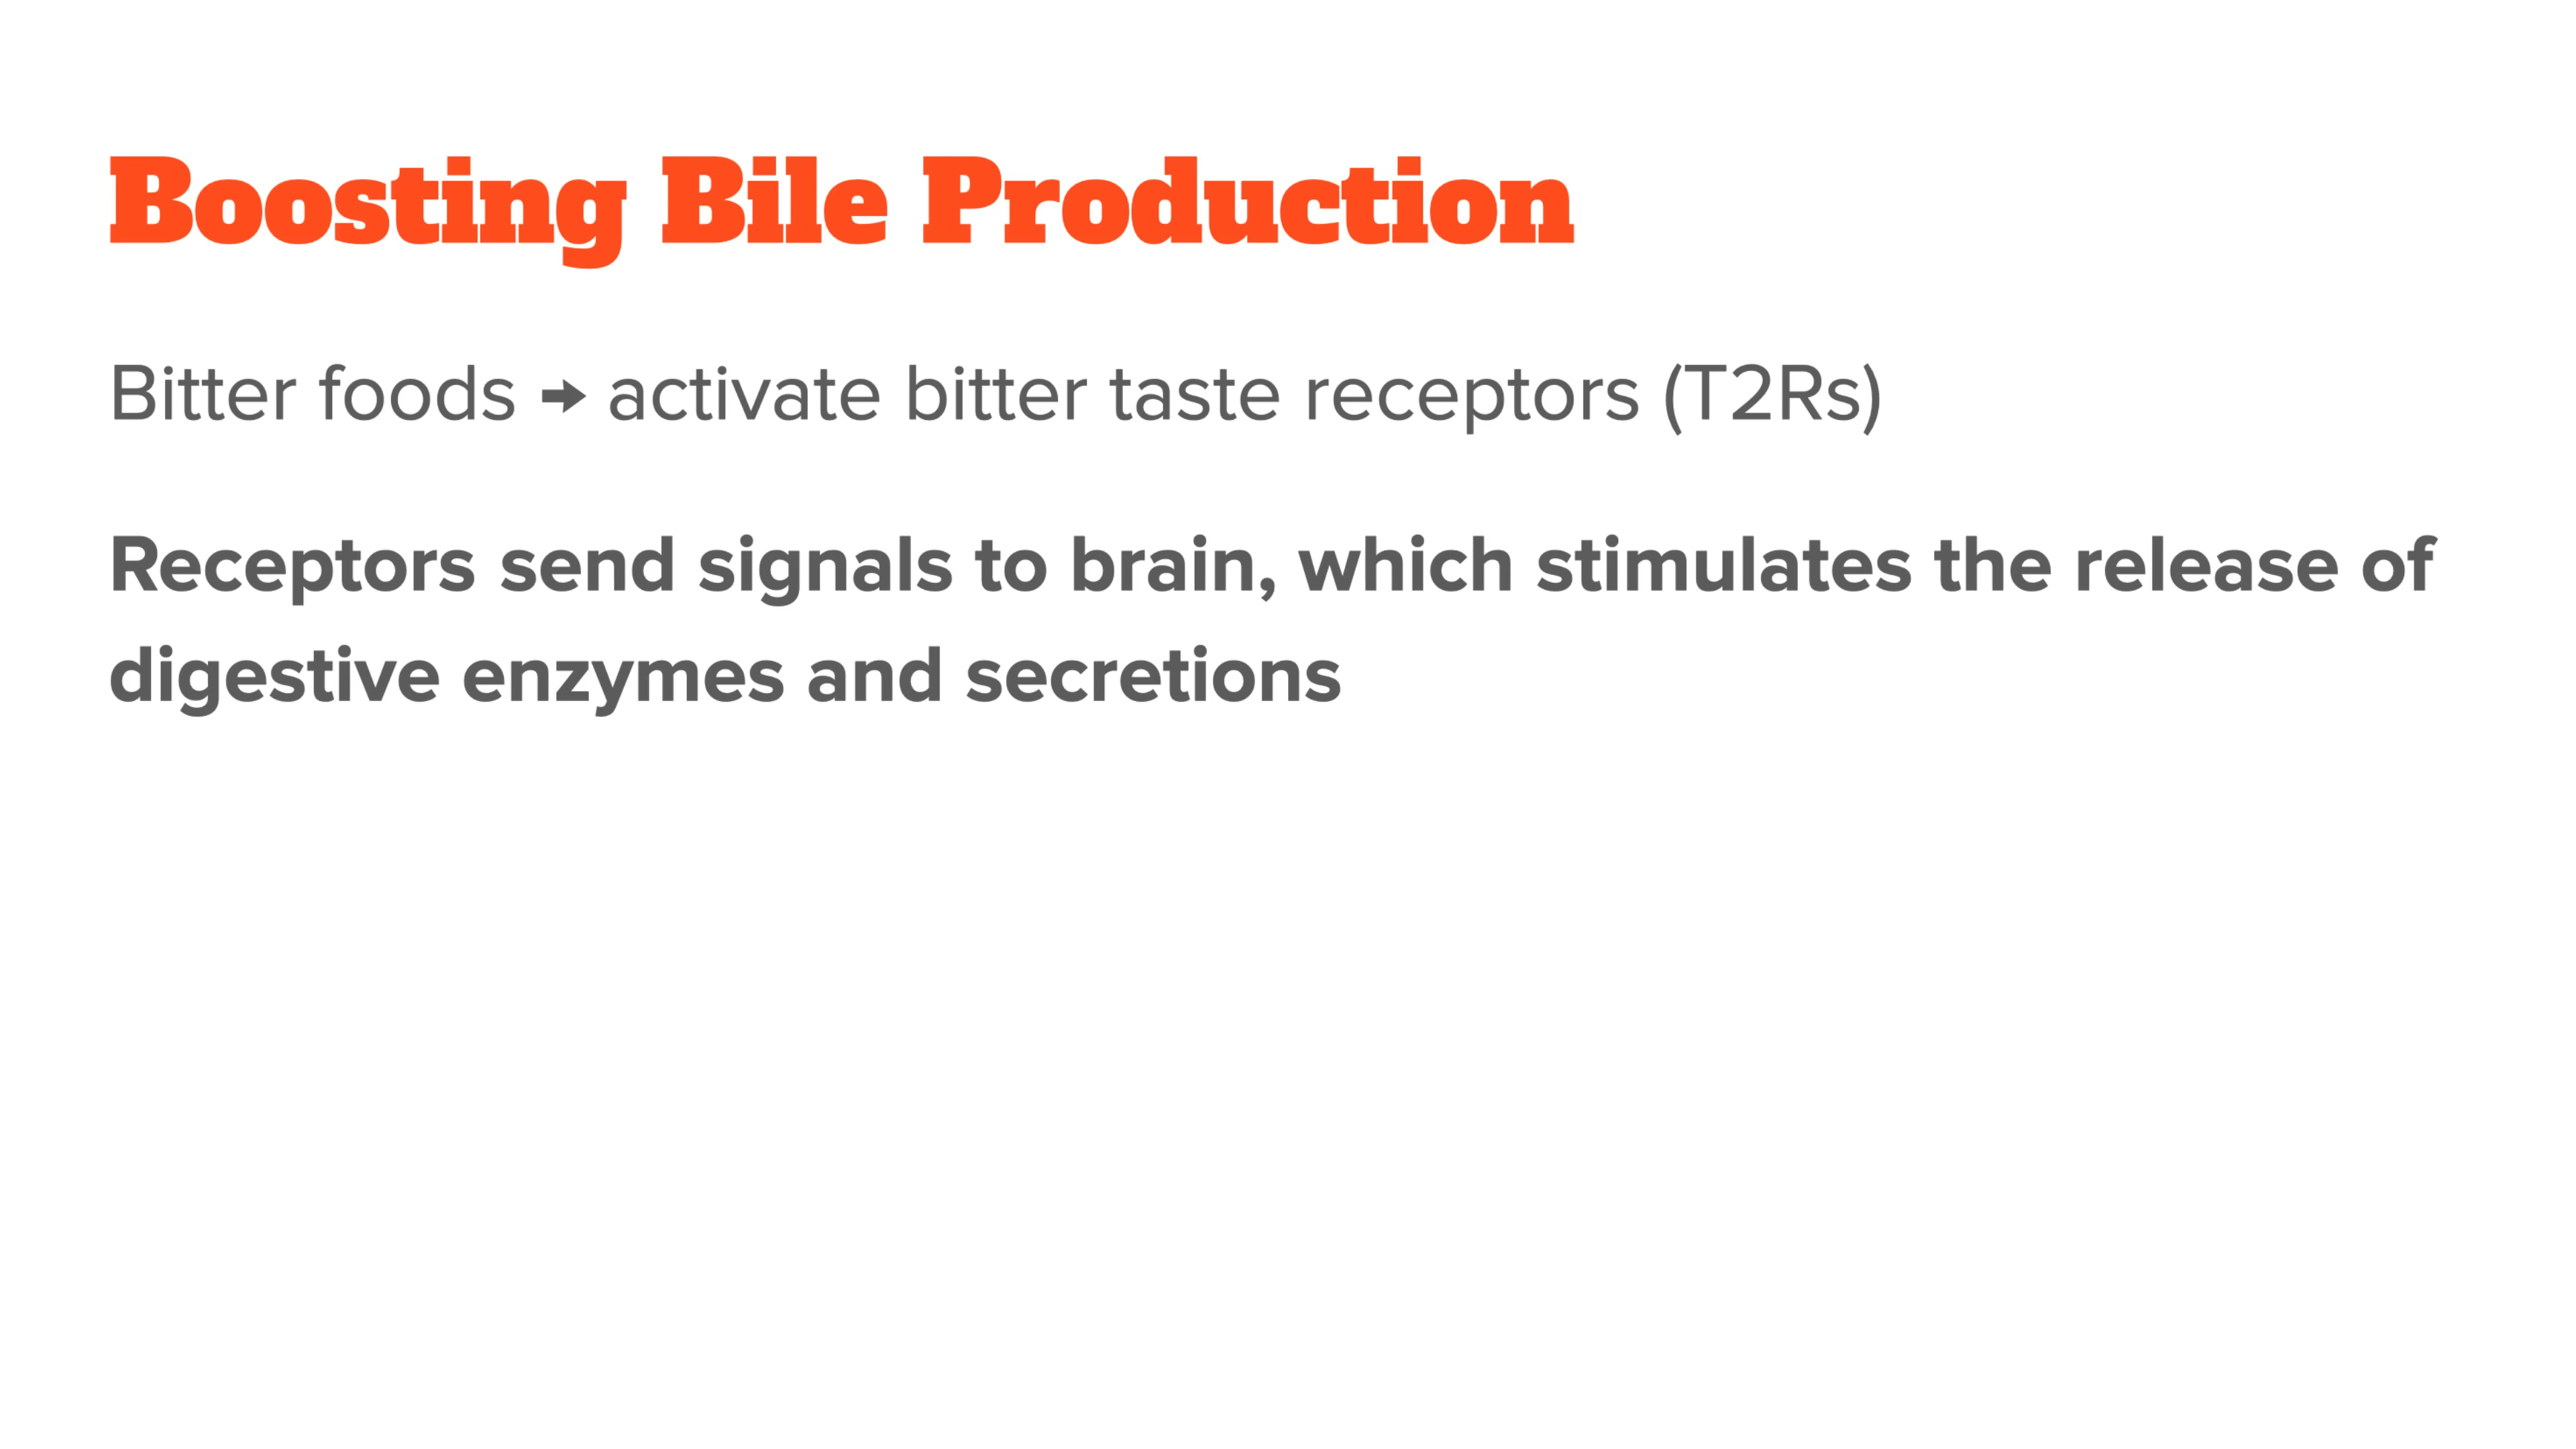 Boosting Bile Production
Bitter foods → activate bitter taste receptors (T2Rs)
Receptors send signals to brain, which stimulates the release of
digestive enzymes and secretions